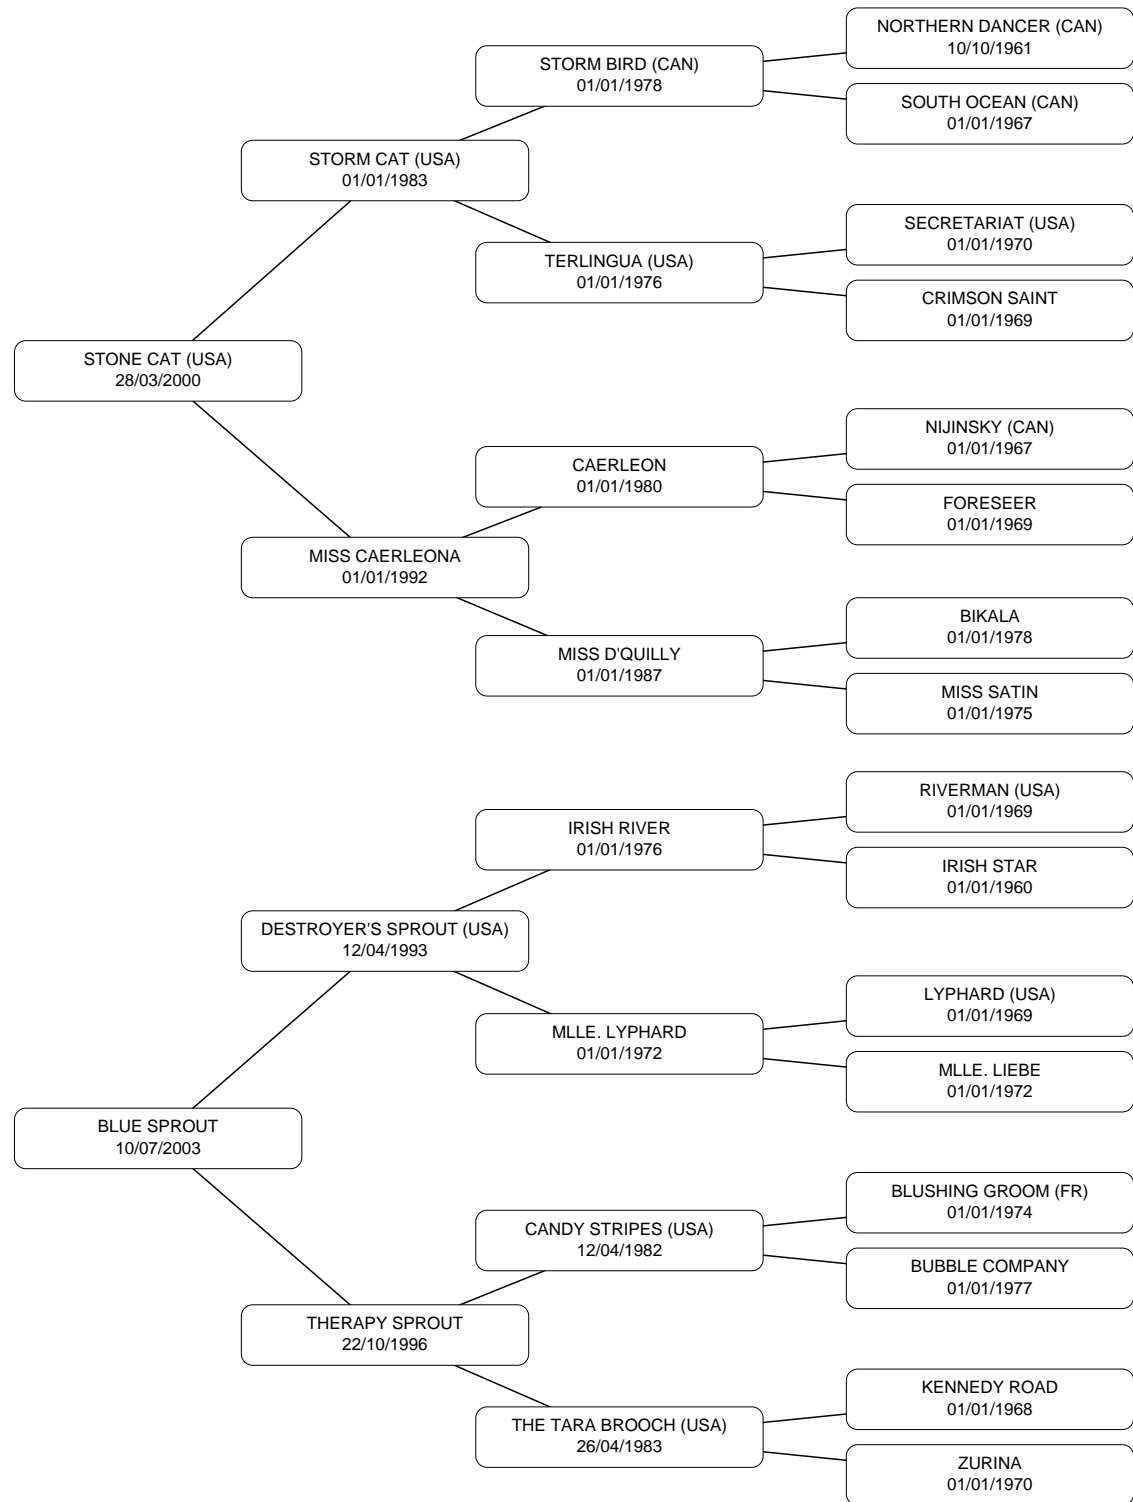 NORTHERN DANCER (CAN)
10/10/1961
STORM BIRD (CAN)
01/01/1978
SOUTH OCEAN (CAN)
01/01/1967
STORM CAT (USA)
01/01/1983
SECRETARIAT (USA)
01/01/1970
TERLINGUA (USA)
01/01/1976
CRIMSON SAINT
01/01/1969
STONE CAT (USA)
28/03/2000
NIJINSKY (CAN)
01/01/1967
CAERLEON
01/01/1980
FORESEER
01/01/1969
MISS CAERLEONA
01/01/1992
BIKALA
01/01/1978
MISS D'QUILLY
01/01/1987
MISS SATIN
01/01/1975
RIVERMAN (USA)
01/01/1969
IRISH RIVER
01/01/1976
IRISH STAR
01/01/1960
DESTROYER'S SPROUT (USA)
12/04/1993
LYPHARD (USA)
01/01/1969
MLLE. LYPHARD
01/01/1972
MLLE. LIEBE
01/01/1972
BLUE SPROUT
10/07/2003
BLUSHING GROOM (FR)
01/01/1974
CANDY STRIPES (USA)
12/04/1982
BUBBLE COMPANY
01/01/1977
THERAPY SPROUT
22/10/1996
KENNEDY ROAD
01/01/1968
THE TARA BROOCH (USA)
26/04/1983
ZURINA
01/01/1970